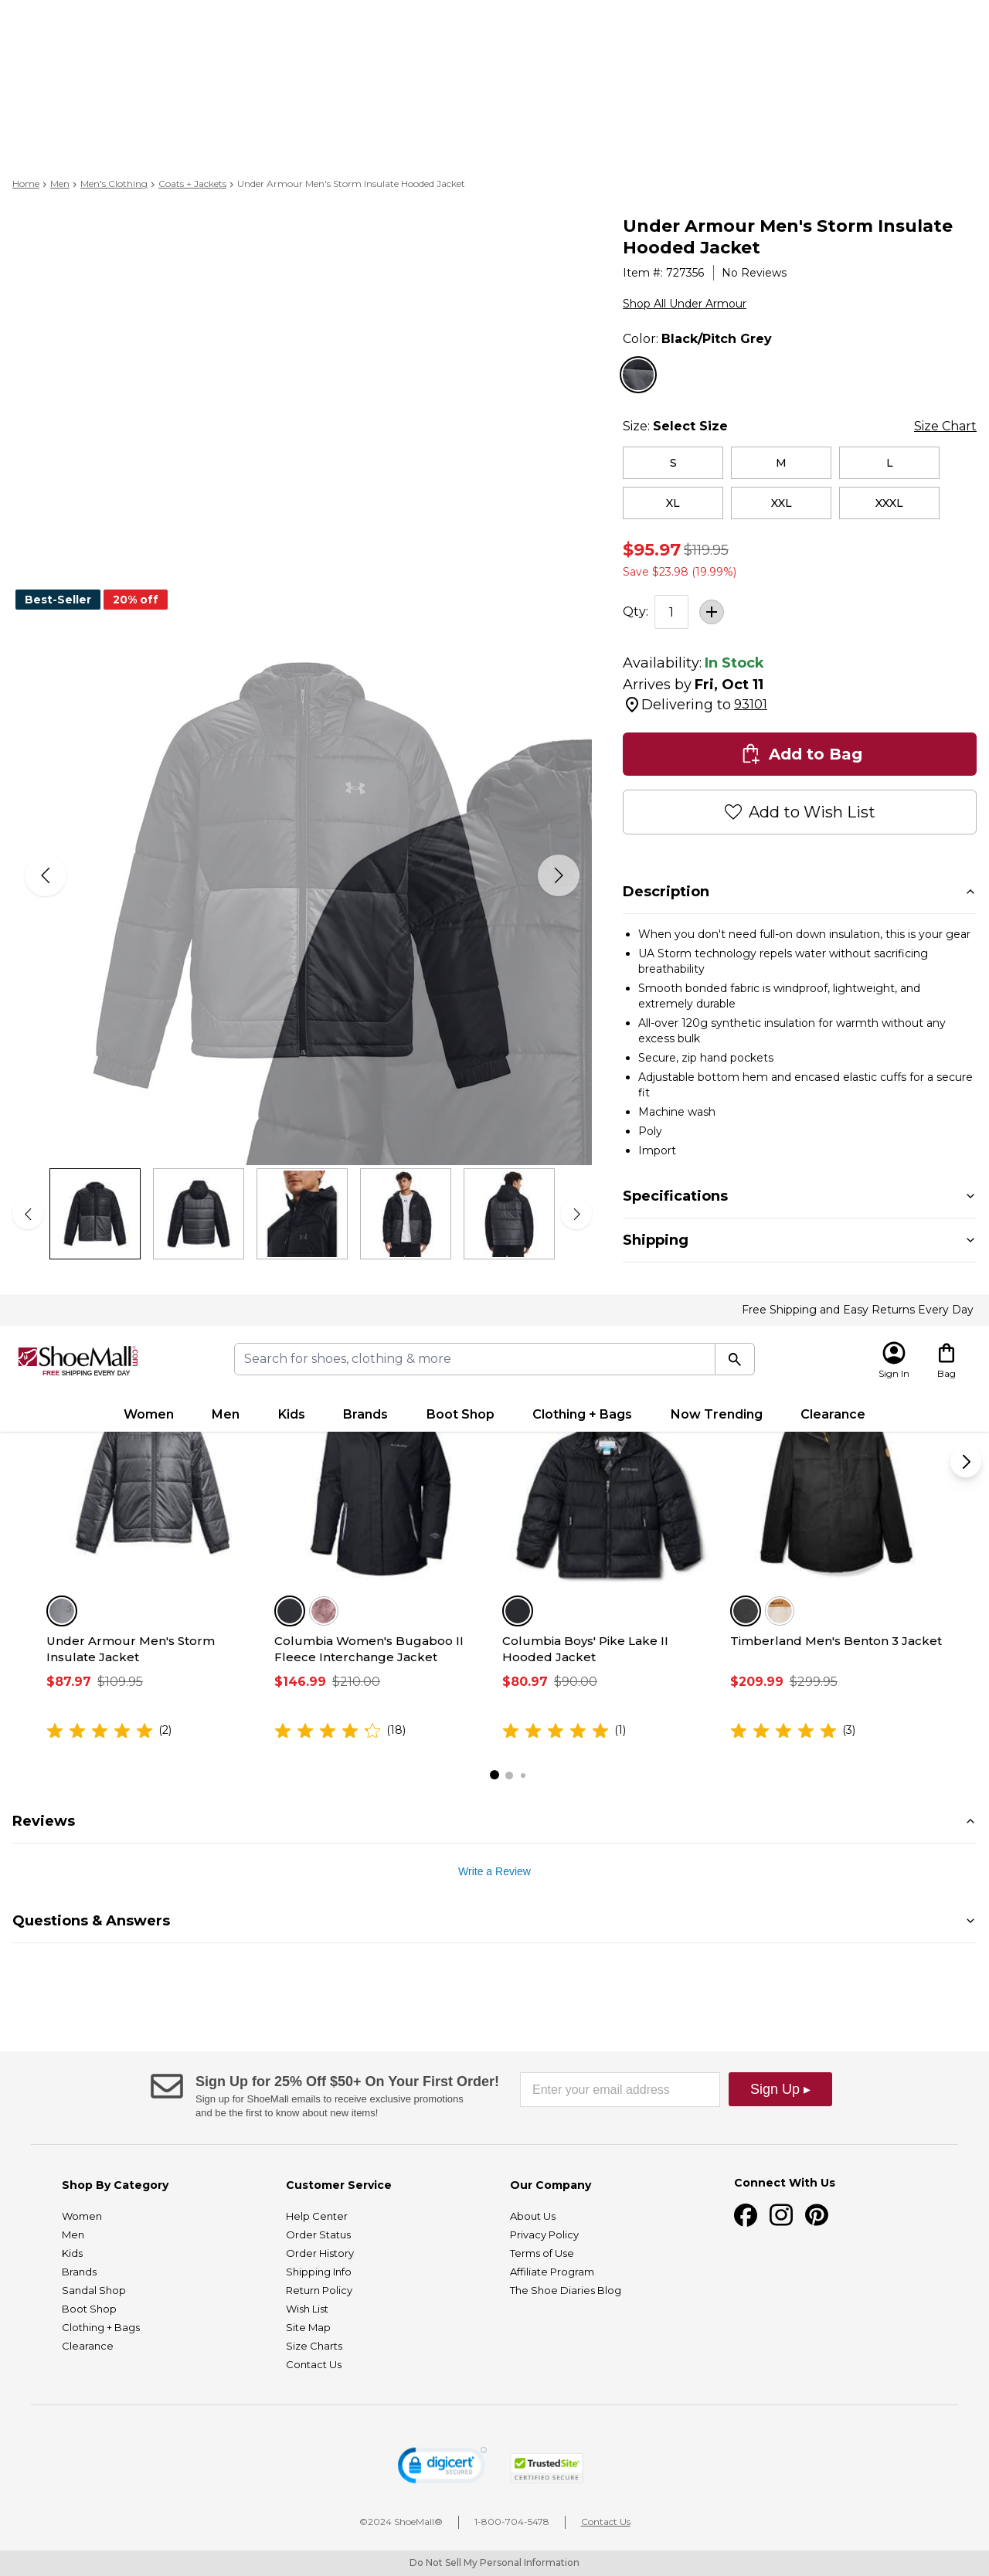 Home > Men > Men's Clothing > Coats + Jackets > Under Armour Men's Storm Insulate Hooded Jacket
Under Armour Men's Storm Insulate
Hooded Jacket
Item #: 727356 | No Reviews
Shop All Under Armour
Color: Black/Pitch Grey
Size: Select Size
Size Chart
S
M
L
XL
XXL
XXXL
$95.97 $119.95
Save $23.98 (19.99%)
Best-Seller
20% off
Qty: 1
Availability: In Stock
Arrives by Fri, Oct 11
Delivering to 93101
Add to Bag
Add to Wish List
Description
• When you don't need full-on down insulation, this is your gear
• UA Storm technology repels water without sacrificing
breathability
• Smooth bonded fabric is windproof, lightweight, and
extremely durable
• All-over 120g synthetic insulation for warmth without any
excess bulk
• Secure, zip hand pockets
• Adjustable bottom hem and encased elastic cuffs for a secure
fit
• Machine wash
• Poly
• Import
Specifications
Shipping
Free Shipping and Easy Returns Every Day
ShoeMall.com
FREE SHIPPING EVERY DAY
Search for shoes, clothing & more
Sign In
Bag
Women
Men
Kids
Brands
Boot Shop
Clothing + Bags
Now Trending
Clearance
Under Armour Men's Storm
Insulate Jacket
$87.97 $109.95
(2)
Columbia Women's Bugaboo II
Fleece Interchange Jacket
$146.99 $210.00
(18)
Columbia Boys' Pike Lake II
Hooded Jacket
$80.97 $90.00
(1)
Timberland Men's Benton 3 Jacket
$209.99 $299.95
(3)
Reviews
Write a Review
Questions & Answers
Sign Up for 25% Off $50+ On Your First Order!
Sign up for ShoeMall emails to receive exclusive promotions
and be the first to know about new items!
Enter your email address
Sign Up ▸
Shop By Category
Women
Men
Kids
Brands
Sandal Shop
Boot Shop
Clothing + Bags
Clearance
Customer Service
Help Center
Order Status
Order History
Shipping Info
Return Policy
Wish List
Site Map
Size Charts
Contact Us
Our Company
About Us
Privacy Policy
Terms of Use
Affiliate Program
The Shoe Diaries Blog
Connect With Us
digicert
SECURED
TrustedSite
CERTIFIED SECURE
©2024 ShoeMall® | 1-800-704-5478 | Contact Us
Do Not Sell My Personal Information